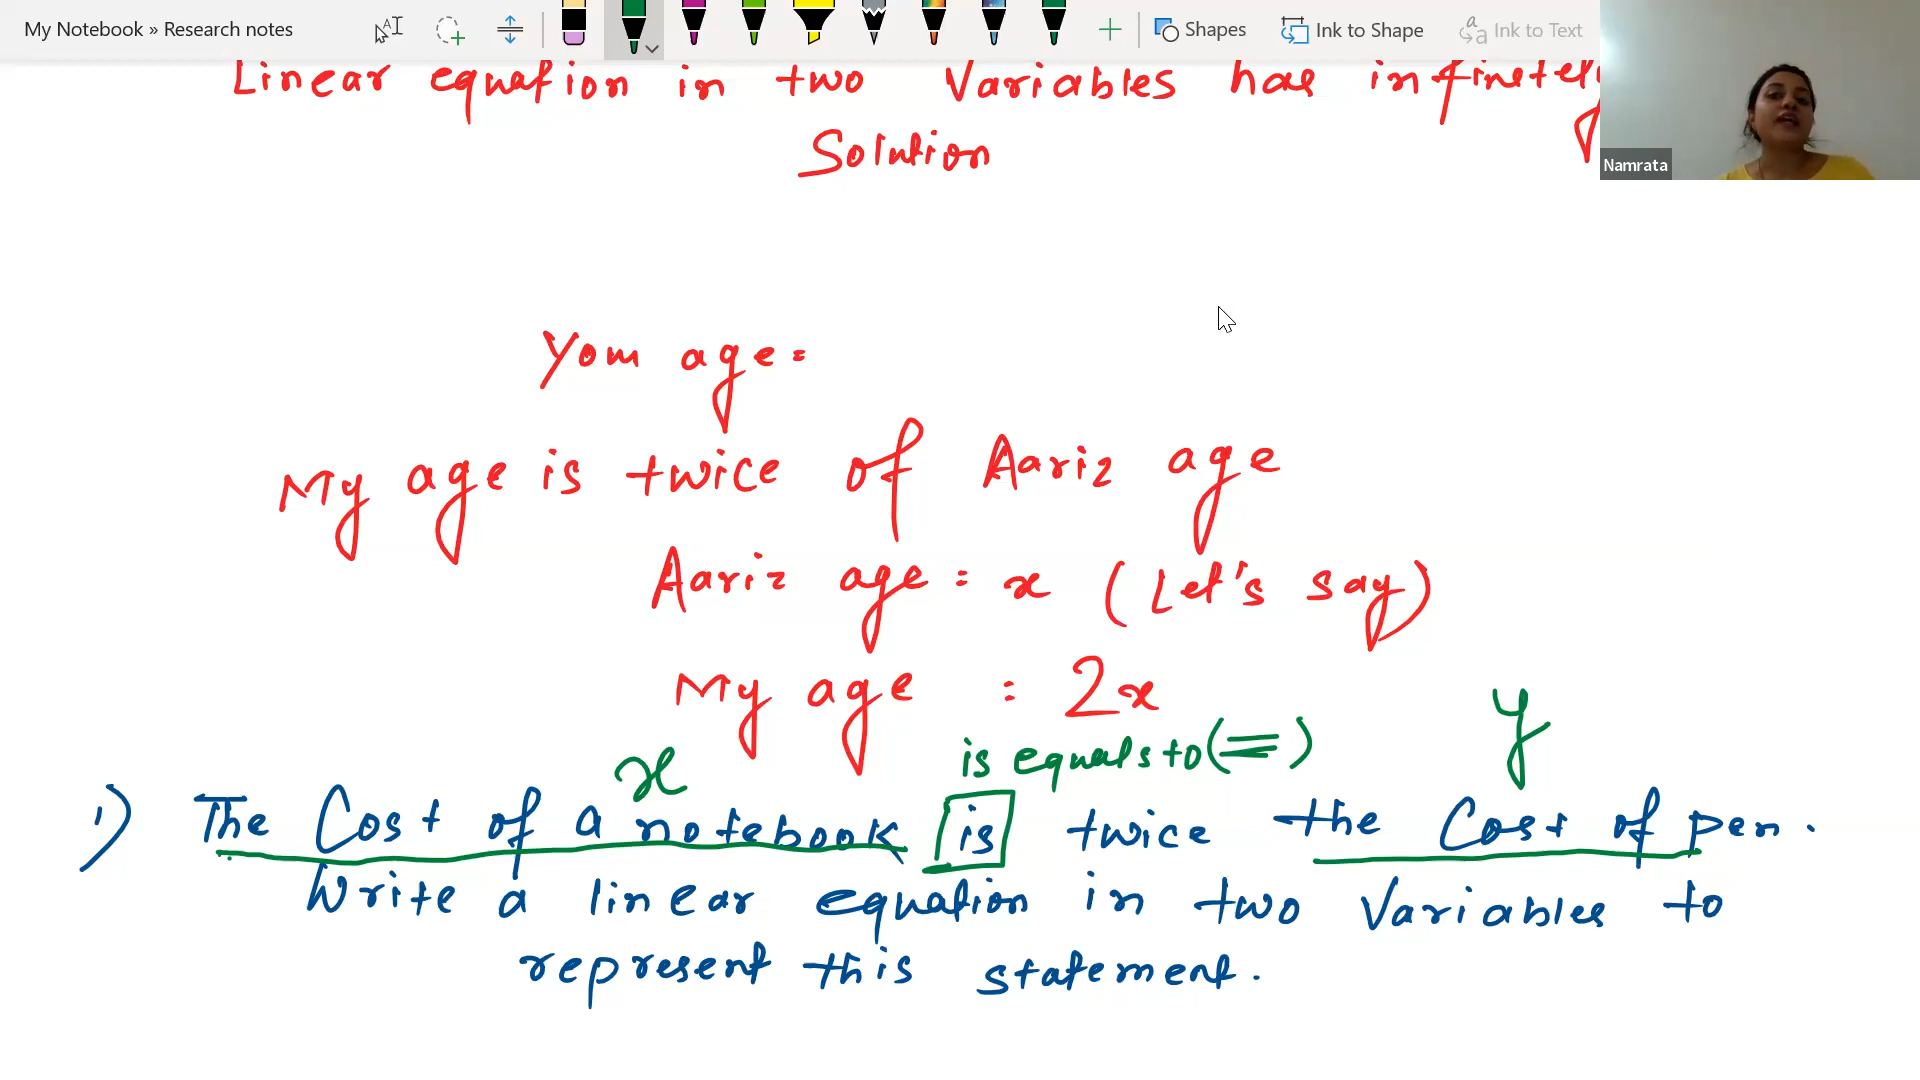 My Notebook » Research notes
Shapes
Ink to Shape
Ink to Text
Linear equation in two Variables has infinitely
Solution
Namrata
Your age =
My age is twice of Aariz age
Aariz age = x (Let's say)
My age = 2x
x is equals to (=) y
1) The Cost of a notebook is twice the Cost of pen.
Write a linear equation in two Variables to
represent this statement.